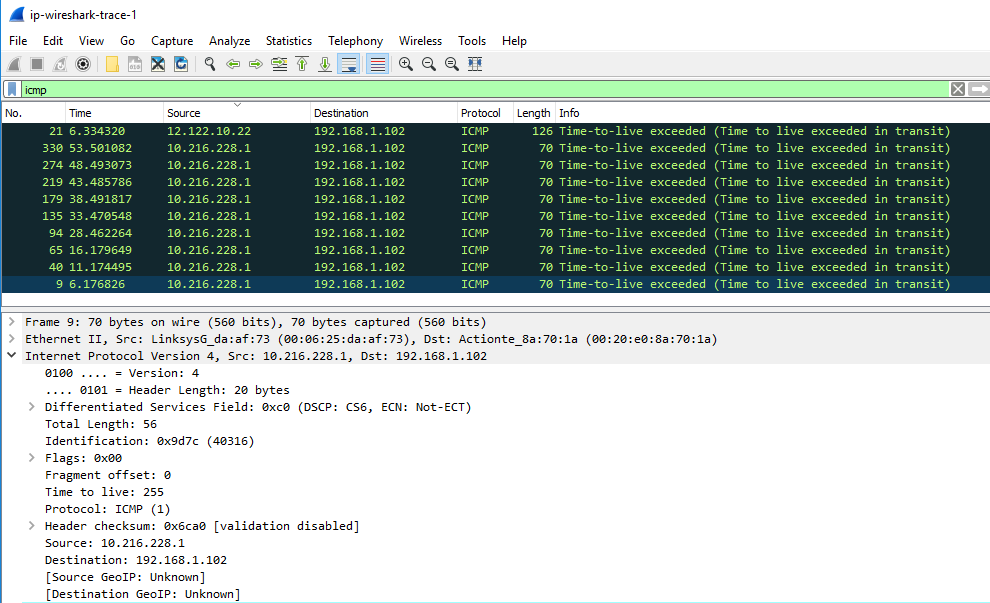 ip-wireshark-trace-1
File Edit View Go Capture Analyze Statistics Telephony Wireless Tools Help
icmp
No. Time Source Destination Protocol Length Info
21 6.334320 12.122.10.22 192.168.1.102 ICMP 126 Time-to-live exceeded (Time to live exceeded in transit)
330 53.501082 10.216.228.1 192.168.1.102 ICMP 70 Time-to-live exceeded (Time to live exceeded in transit)
274 48.493073 10.216.228.1 192.168.1.102 ICMP 70 Time-to-live exceeded (Time to live exceeded in transit)
219 43.485786 10.216.228.1 192.168.1.102 ICMP 70 Time-to-live exceeded (Time to live exceeded in transit)
179 38.491817 10.216.228.1 192.168.1.102 ICMP 70 Time-to-live exceeded (Time to live exceeded in transit)
135 33.470548 10.216.228.1 192.168.1.102 ICMP 70 Time-to-live exceeded (Time to live exceeded in transit)
94 28.462264 10.216.228.1 192.168.1.102 ICMP 70 Time-to-live exceeded (Time to live exceeded in transit)
65 16.179649 10.216.228.1 192.168.1.102 ICMP 70 Time-to-live exceeded (Time to live exceeded in transit)
40 11.174495 10.216.228.1 192.168.1.102 ICMP 70 Time-to-live exceeded (Time to live exceeded in transit)
9 6.176826 10.216.228.1 192.168.1.102 ICMP 70 Time-to-live exceeded (Time to live exceeded in transit)
Frame 9: 70 bytes on wire (560 bits), 70 bytes captured (560 bits)
Ethernet II, Src: LinksysG_da:af:73 (00:06:25:da:af:73), Dst: Actionte_8a:70:1a (00:20:e0:8a:70:1a)
Internet Protocol Version 4, Src: 10.216.228.1, Dst: 192.168.1.102
0100 .... = Version: 4
.... 0101 = Header Length: 20 bytes
Differentiated Services Field: 0xc0 (DSCP: CS6, ECN: Not-ECT)
Total Length: 56
Identification: 0x9d7c (40316)
Flags: 0x00
Fragment offset: 0
Time to live: 255
Protocol: ICMP (1)
Header checksum: 0x6ca0 [validation disabled]
Source: 10.216.228.1
Destination: 192.168.1.102
[Source GeoIP: Unknown]
[Destination GeoIP: Unknown]